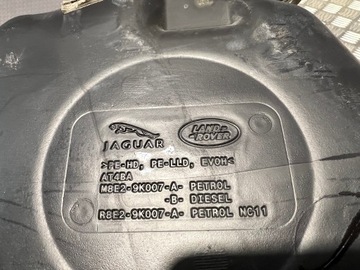 JAGUAR
LAND
ROVER
>PE-HD, PE-LLD, EVOH<
AT4BA
M8E2-9K007-A- PETROL
-B- DIESEL
R8E2-9K007-A- PETROL NC11